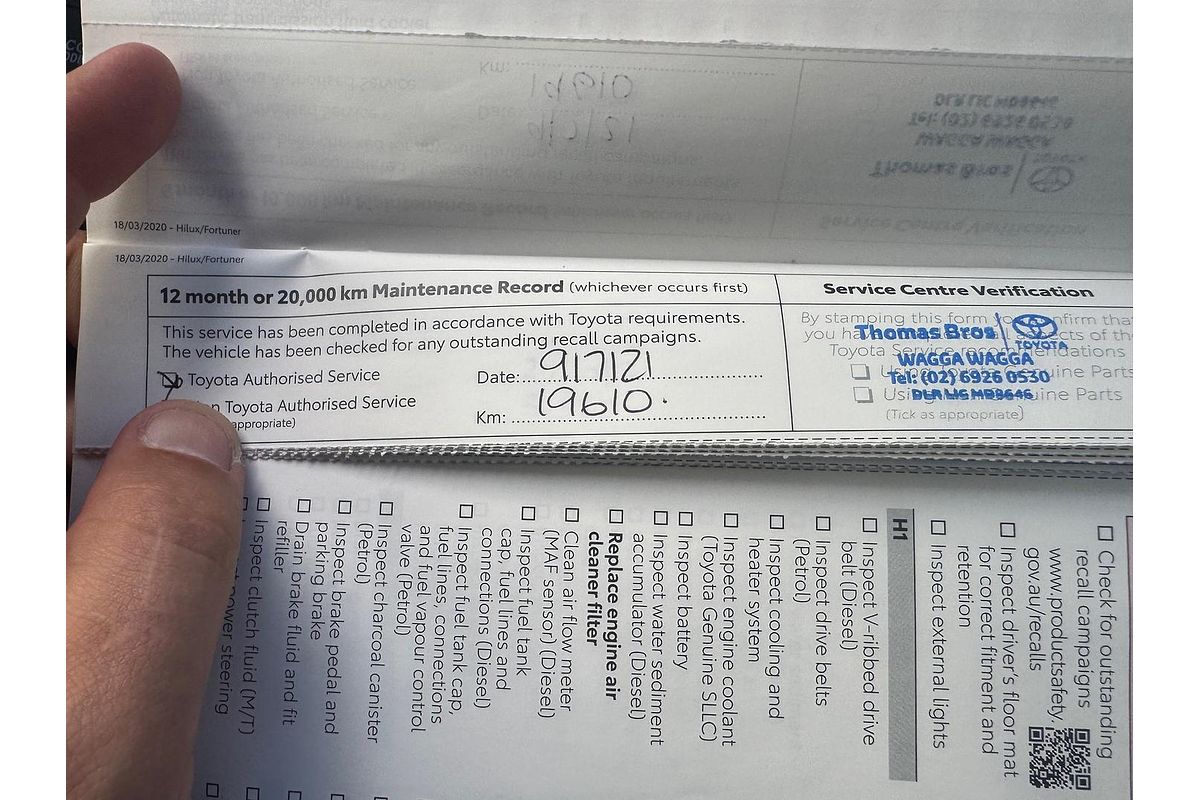 18/03/2020 - Hilux/Fortuner
18/03/2020 - Hilux/Fortuner
12 month or 20,000 km Maintenance Record (whichever occurs first)
This service has been completed in accordance with Toyota requirements.
The vehicle has been checked for any outstanding recall campaigns.
Toyota Authorised Service
Toyota Authorised Service
appropriate)
Date: 9/7/21
Km: 19610.
Service Centre Verification
By stamping this form
Toyota
Parts
Parts
(Tick as appropriate)
Thomas Bros
TOYOTA
WAGGA WAGGA
Tel: (02) 6926 0530
Check for outstanding
recall campaigns
www.productsafety.
gov.au/recalls
Inspect driver's floor mat
for correct fitment and
retention
Inspect external lights
H1
Inspect V-ribbed drive
belt (Diesel)
Inspect drive belts
(Petrol)
Inspect cooling and
heater system
Inspect engine coolant
(Toyota Genuine SLLC)
Inspect battery
Inspect water sediment
accumulator (Diesel)
Replace engine air
cleaner filter
Clean air flow meter
(MAF sensor) (Diesel)
Inspect fuel tank
cap, fuel lines and
connections (Diesel)
Inspect fuel tank cap,
fuel lines, connections
and fuel vapour control
valve (Petrol)
Inspect charcoal canister
(Petrol)
Inspect brake pedal and
parking brake
Drain brake fluid and fit
refiller
Inspect clutch fluid (M/T)
power steering